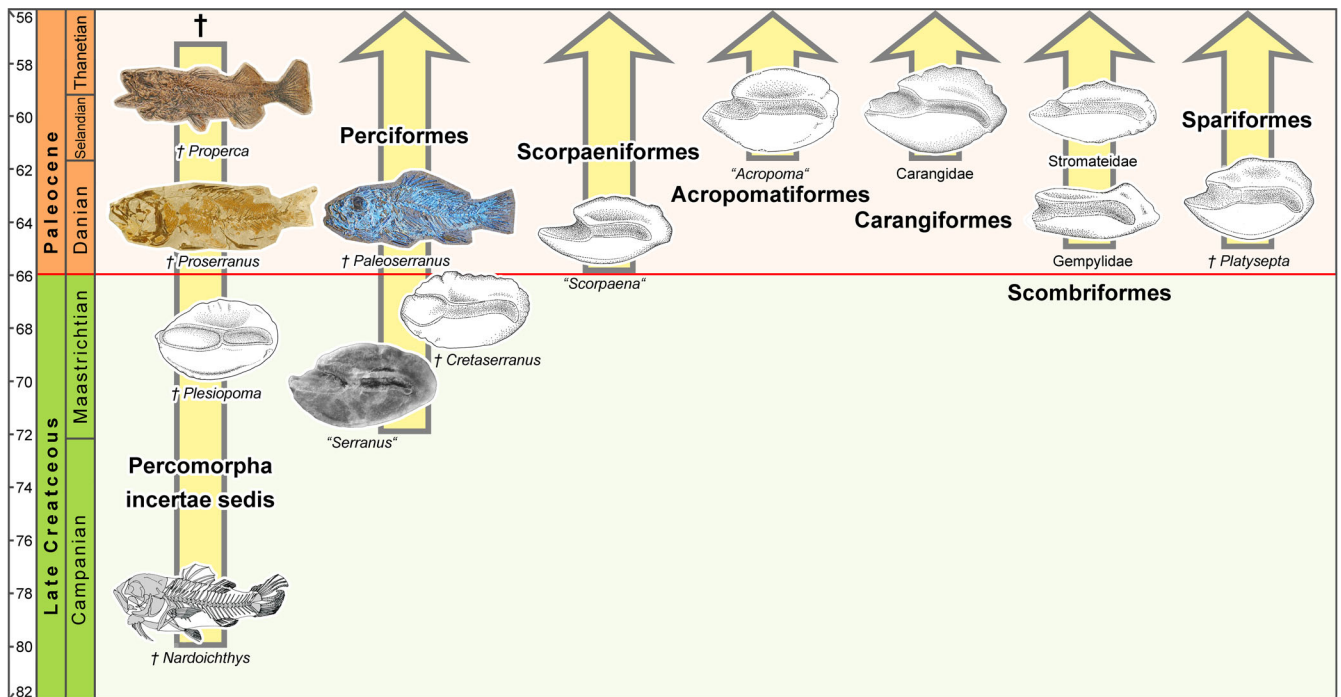 56
58
60
62
64
66
68
70
72
74
76
78
80
82
Paleocene
Late Creatceous
Thanetian
Selandian
Danian
Maastrichtian
Campanian
†
† Properca
† Proserranus
† Plesiopoma
Percomorpha
incertae sedis
† Nardoichthys
Perciformes
† Paleoserranus
† Cretaserranus
"Serranus"
Scorpaeniformes
"Scorpaena"
"Acropoma"
Acropomatiformes
Carangidae
Carangiformes
Stromateidae
Gempylidae
Scombriformes
Spariformes
† Platysepta